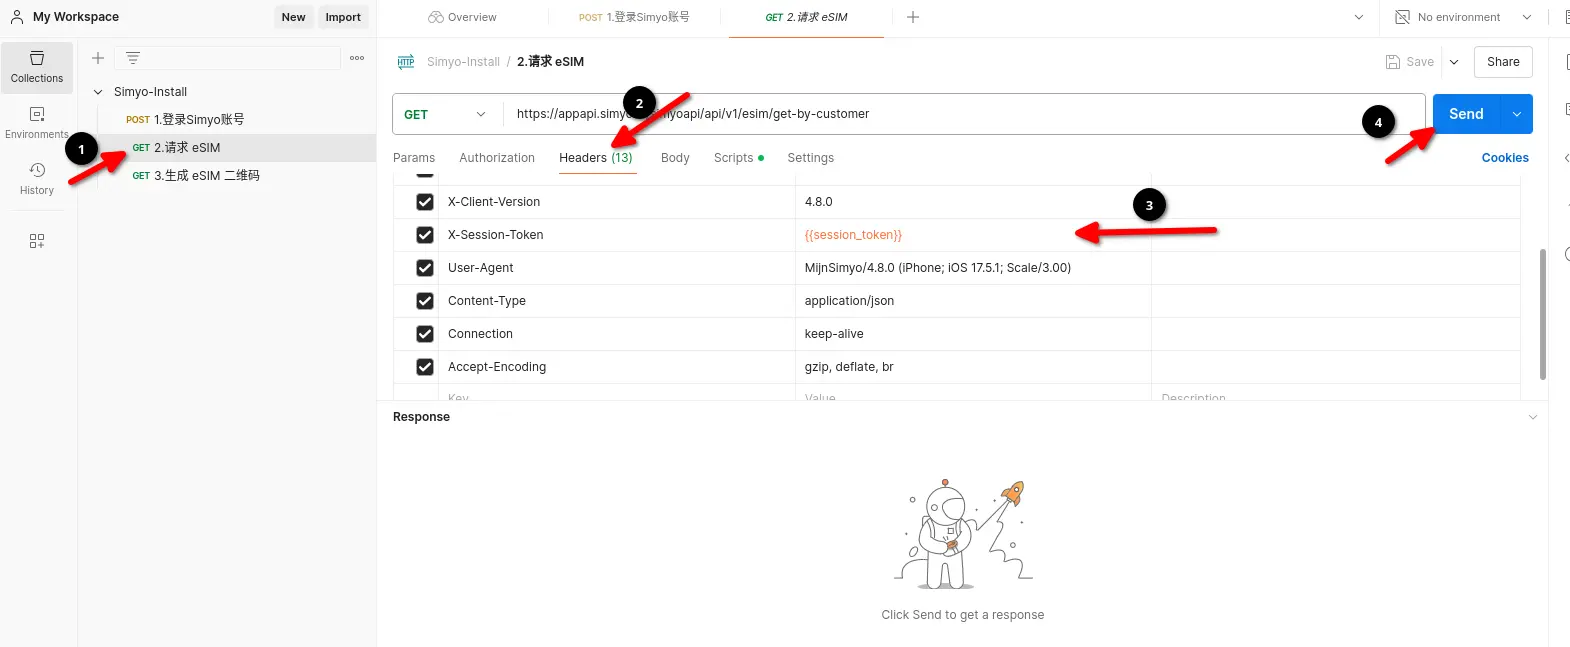 My Workspace
New
Import
Overview
POST 1.登录Simyo账号
GET 2.请求 eSIM
No environment
Collections
Environments
History
Simyo-Install
POST 1.登录Simyo账号
GET 2.请求 eSIM
GET 3.生成 eSIM 二维码
HTTP
Simyo-Install / 2.请求 eSIM
Save
Share
GET
https://appapi.simyo
myoapi/api/v1/esim/get-by-customer
Send
1
2
3
4
Params
Authorization
Headers (13)
Body
Scripts
Settings
Cookies
X-Client-Version 4.8.0
X-Session-Token {{session_token}}
User-Agent MijnSimyo/4.8.0 (iPhone; iOS 17.5.1; Scale/3.00)
Content-Type application/json
Connection keep-alive
Accept-Encoding gzip, deflate, br
Key Value Description
Response
Click Send to get a response